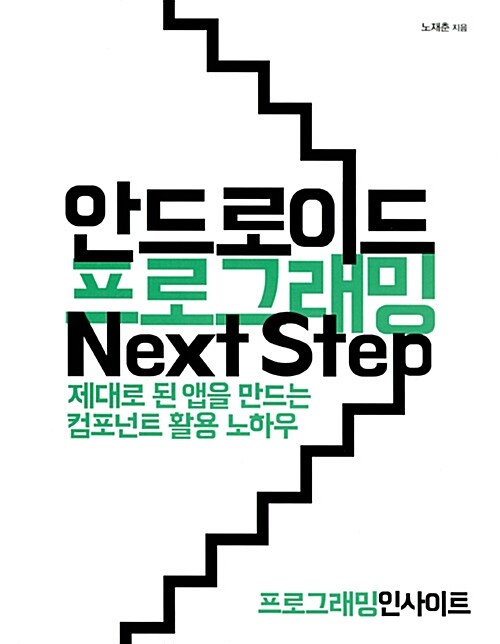 노재춘 지음
안드로이드
프로그래밍
Next Step
제대로 된 앱을 만드는
컴포넌트 활용 노하우
프로그래밍인사이트